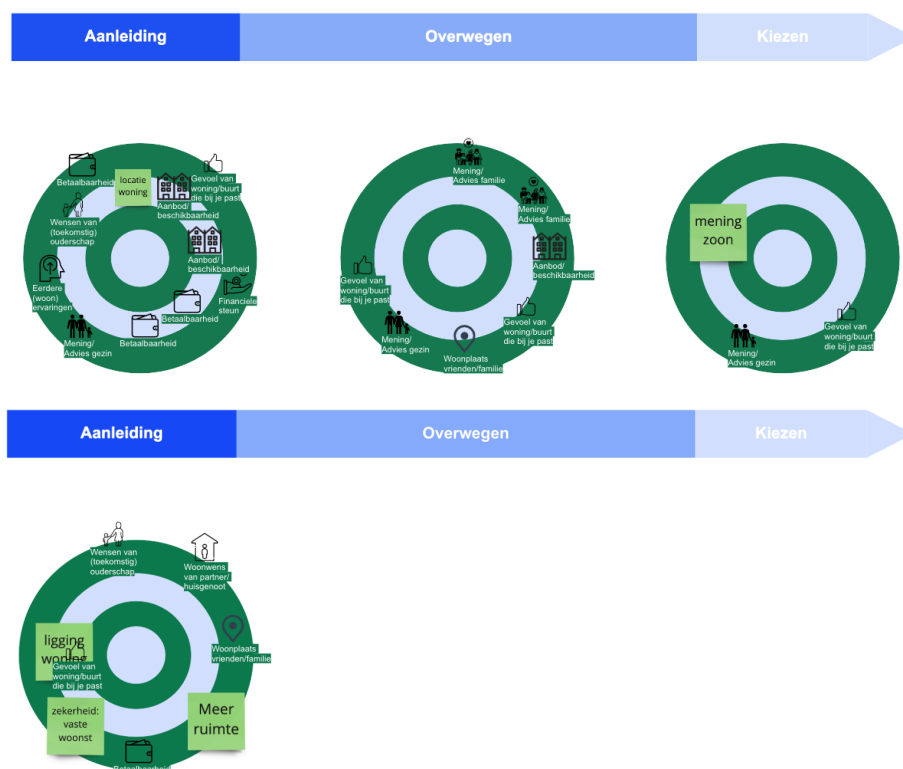 Aanleiding
Overwegen
Kiezen
Betaalbaarheid
locatie
woning
Gevoel van
woning/buurt
die bij je past
Wensen van
(toekomstig)
ouderschap
Aanbod/
beschikbaarheid
Aanbod/
beschikbaarheid
Eerdere
(woon)
ervaringen
Financiele
steun
Betaalbaarheid
Betaalbaarheid
Mening/
Advies gezin
Mening/
Advies familie
Mening/
Advies familie
Aanbod/
beschikbaarheid
Gevoel van
woning/buurt
die bij je past
Gevoel van
woning/buurt
die bij je past
Mening/
Advies gezin
Woonplaats
vrienden/familie
mening
zoon
Gevoel van
woning/buurt
die bij je past
Mening/
Advies gezin
Aanleiding
Overwegen
Kiezen
Wensen van
(toekomstig)
ouderschap
Woonwens
van partner/
huisgenoot
Woonplaats
vrienden/familie
ligging
woning
Gevoel van
woning/buurt
die bij je past
zekerheid:
vaste
woonst
Meer
ruimte
Betaalbaarheid